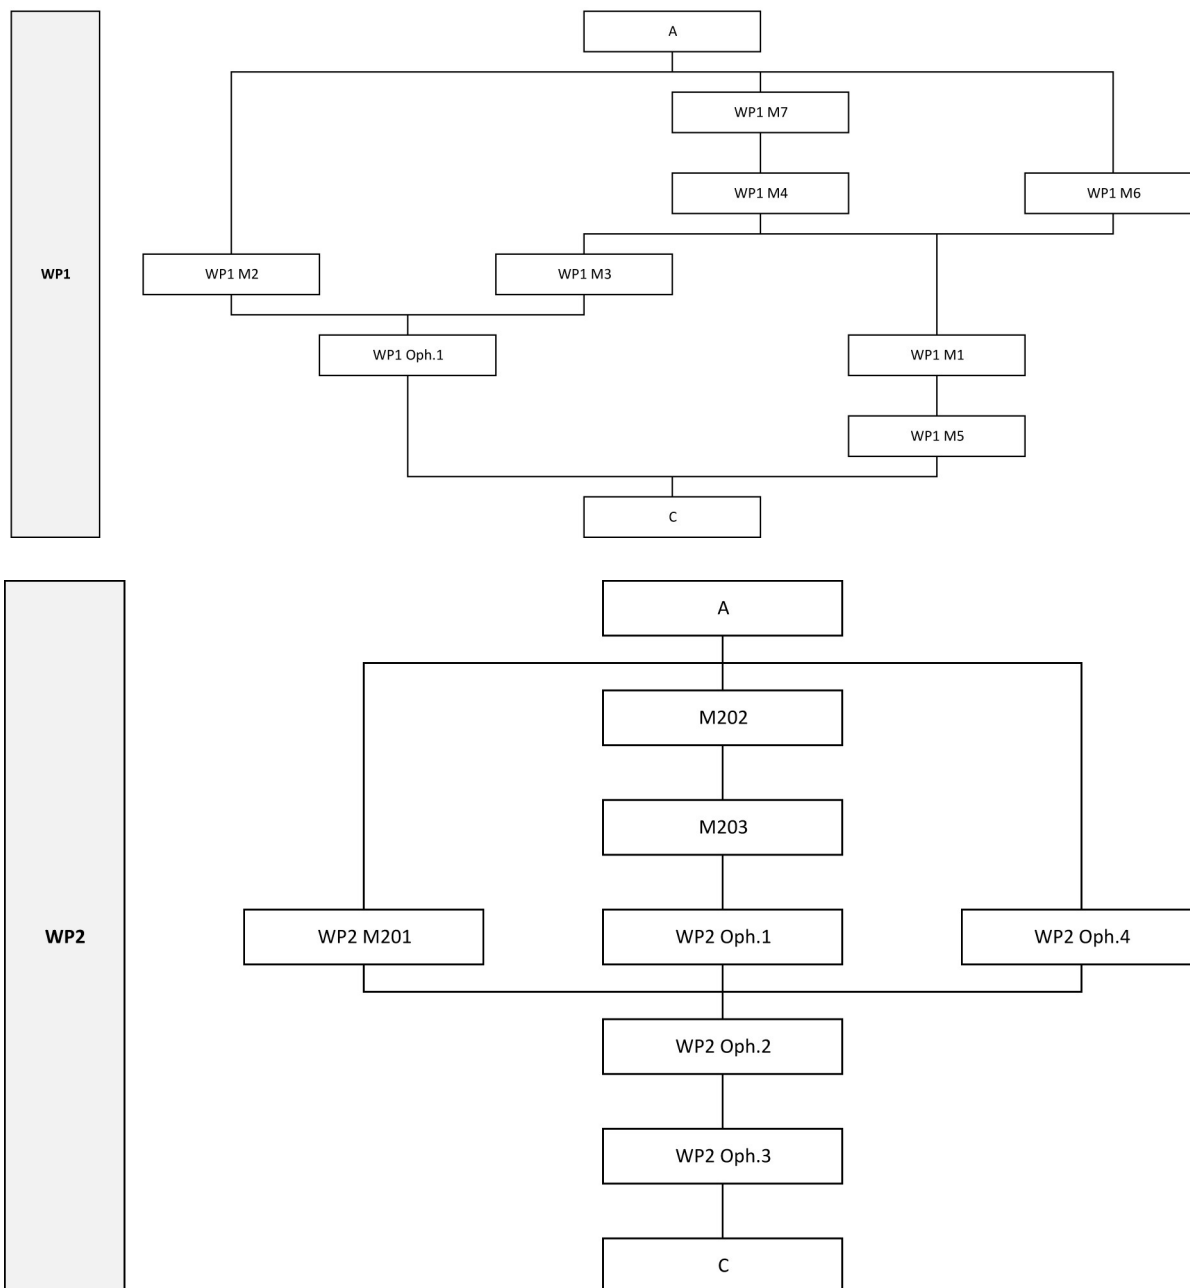 A
WP1 M7
WP1 M4
WP1 M6
WP1
WP1 M2
WP1 M3
WP1 Oph.1
WP1 M1
WP1 M5
C
A
M202
M203
WP2
WP2 M201
WP2 Oph.1
WP2 Oph.4
WP2 Oph.2
WP2 Oph.3
C